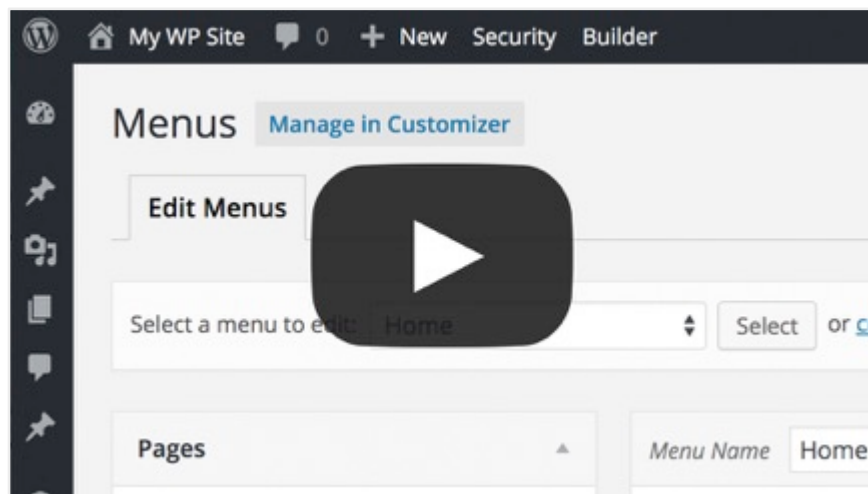 My WP Site 0 + New Security Builder
Menus Manage in Customizer
Edit Menus
Select a menu to edit: Home Select or c
Pages
Menu Name Home